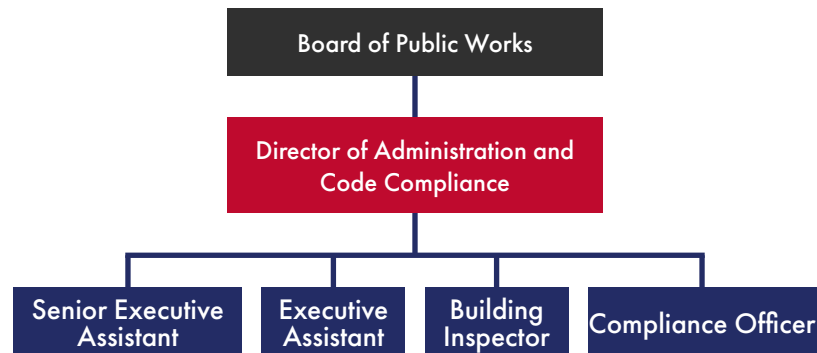 Board of Public Works
Director of Administration and
Code Compliance
Senior Executive
Assistant
Executive
Assistant
Building
Inspector
Compliance Officer